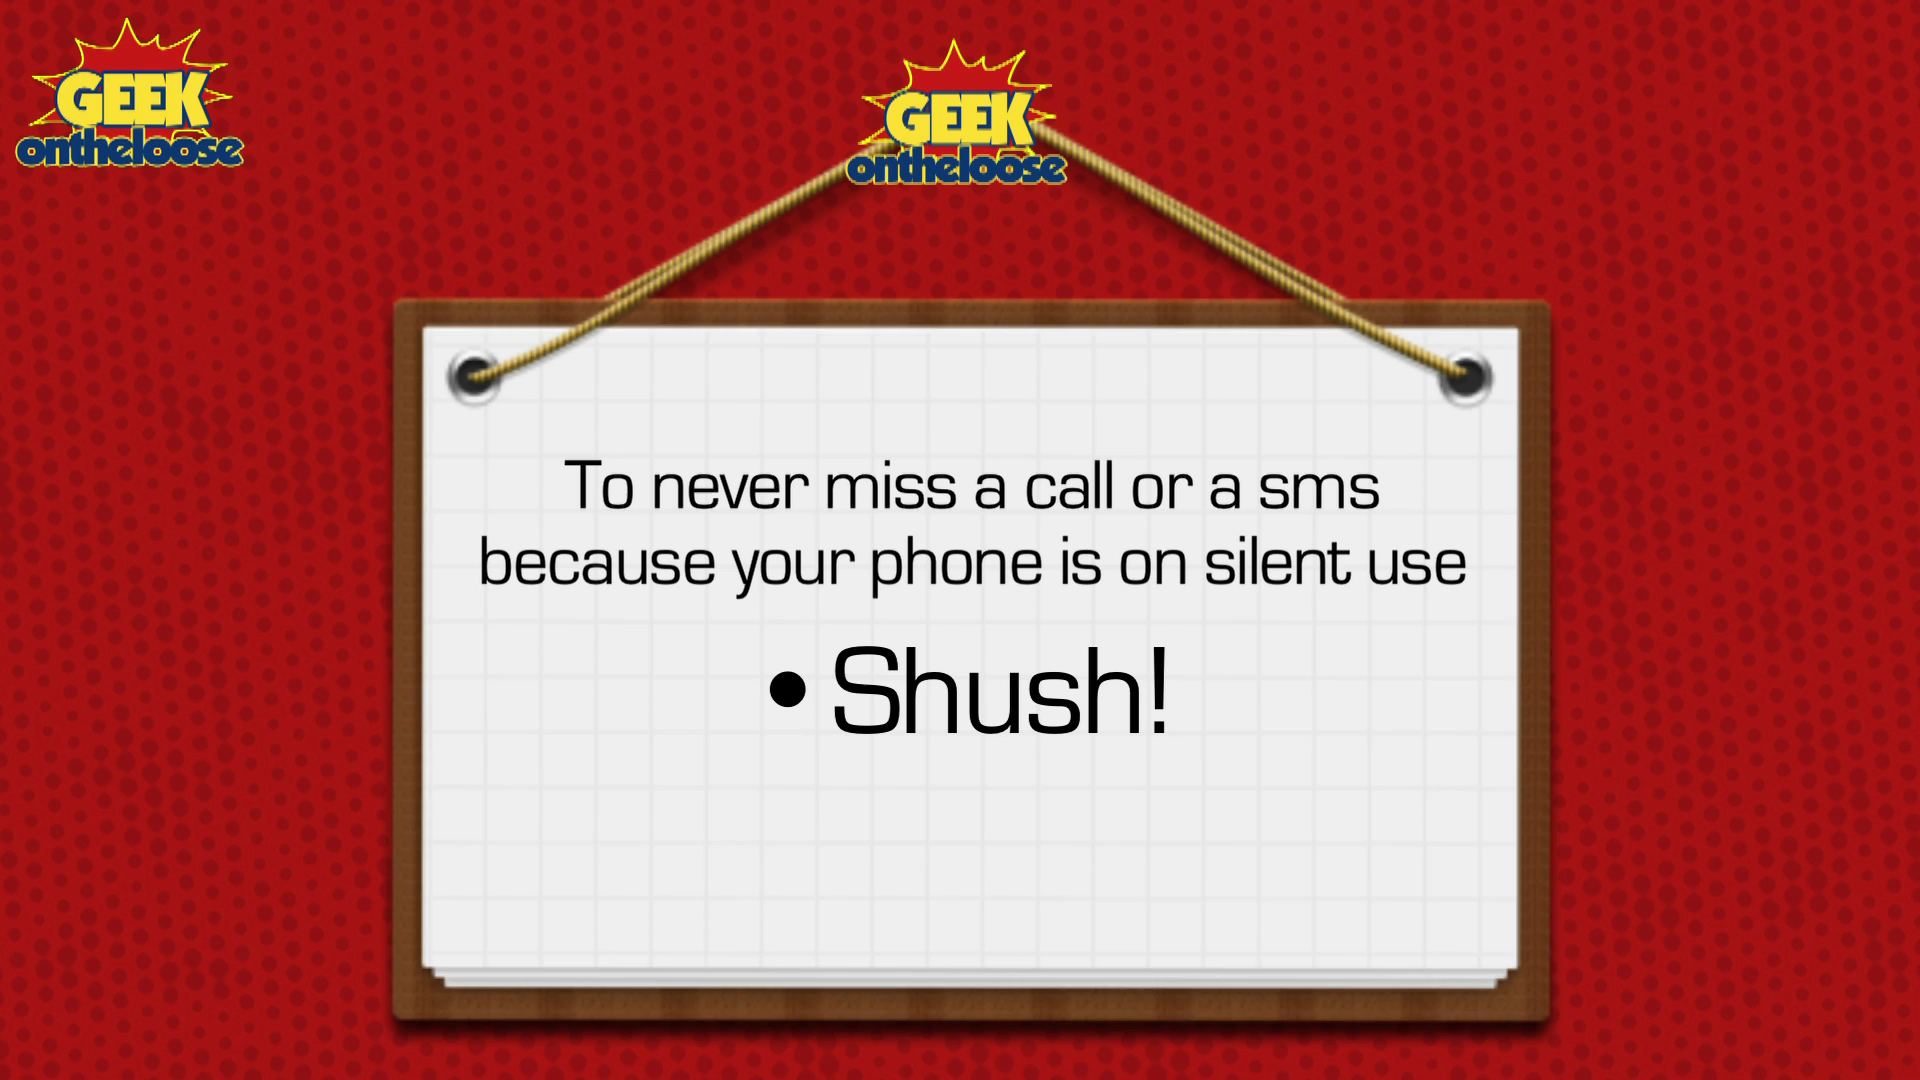 GEEK
ontheloose
GEEK
ontheloose
To never miss a call or a sms
because your phone is on silent use
• Shush!